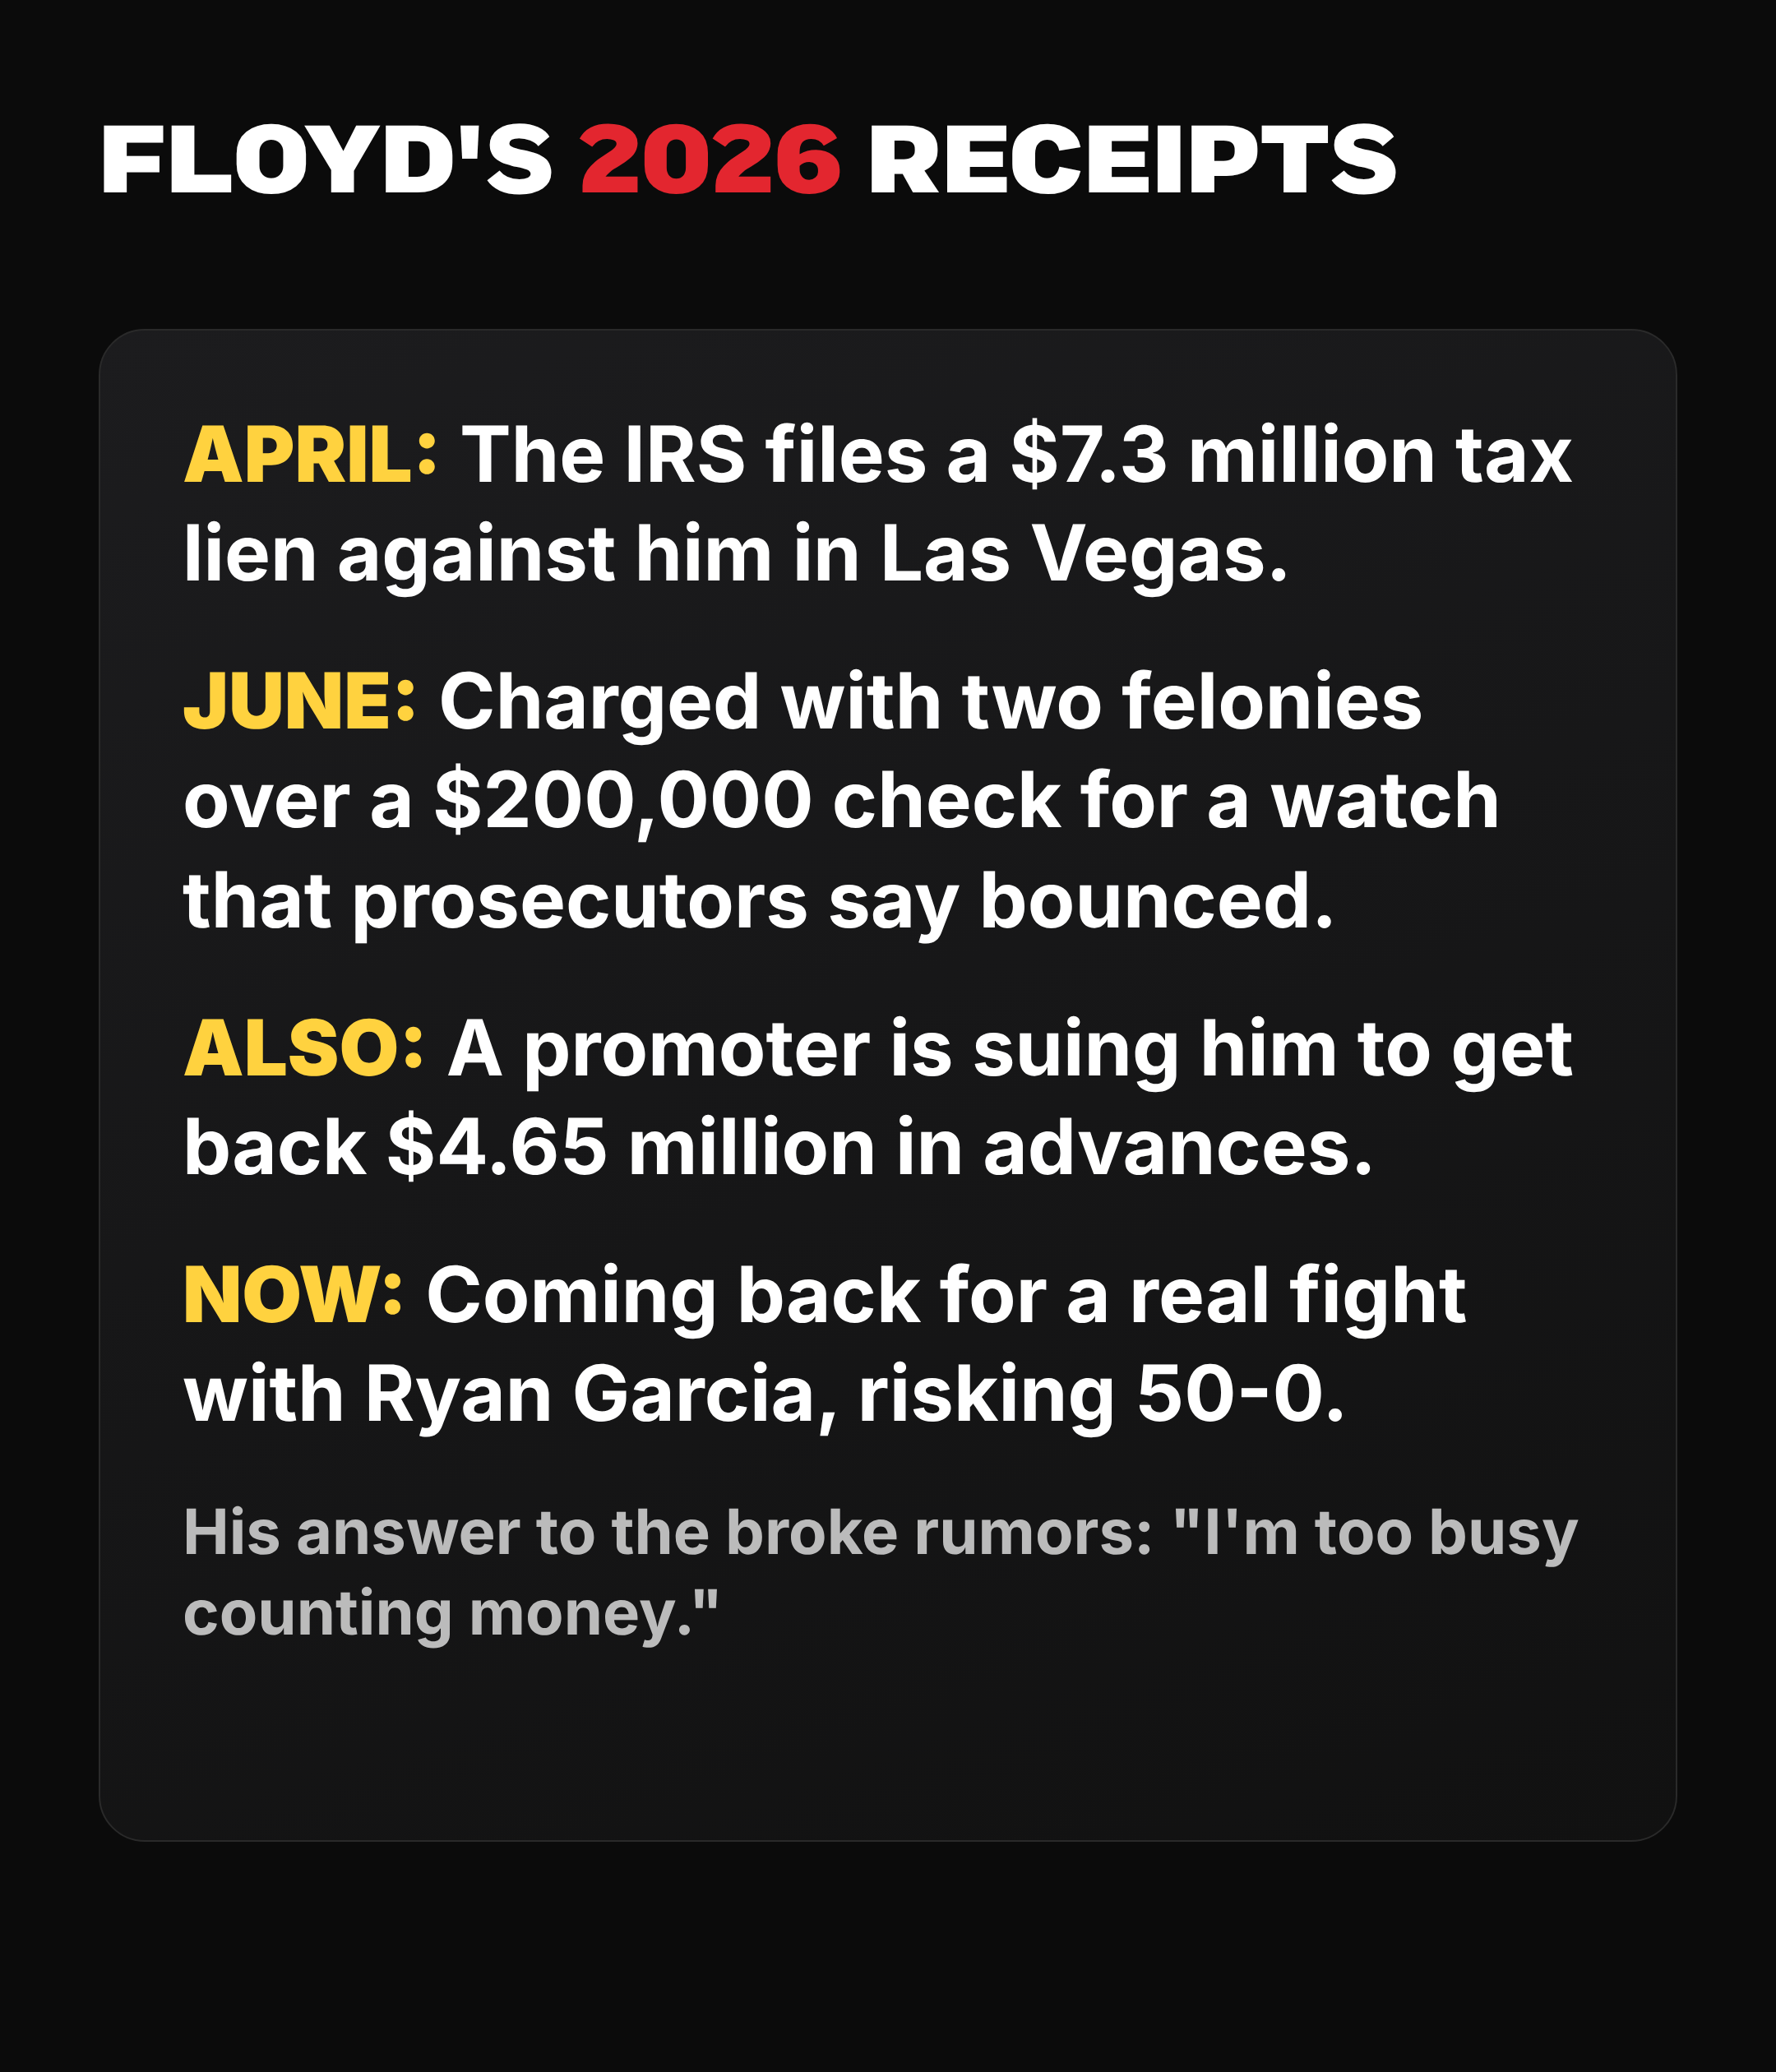 FLOYD'S 2026 RECEIPTS
APRIL: The IRS files a $7.3 million tax
lien against him in Las Vegas.
JUNE: Charged with two felonies
over a $200,000 check for a watch
that prosecutors say bounced.
ALSO: A promoter is suing him to get
back $4.65 million in advances.
NOW: Coming back for a real fight
with Ryan Garcia, risking 50-0.
His answer to the broke rumors: "I'm too busy
counting money."